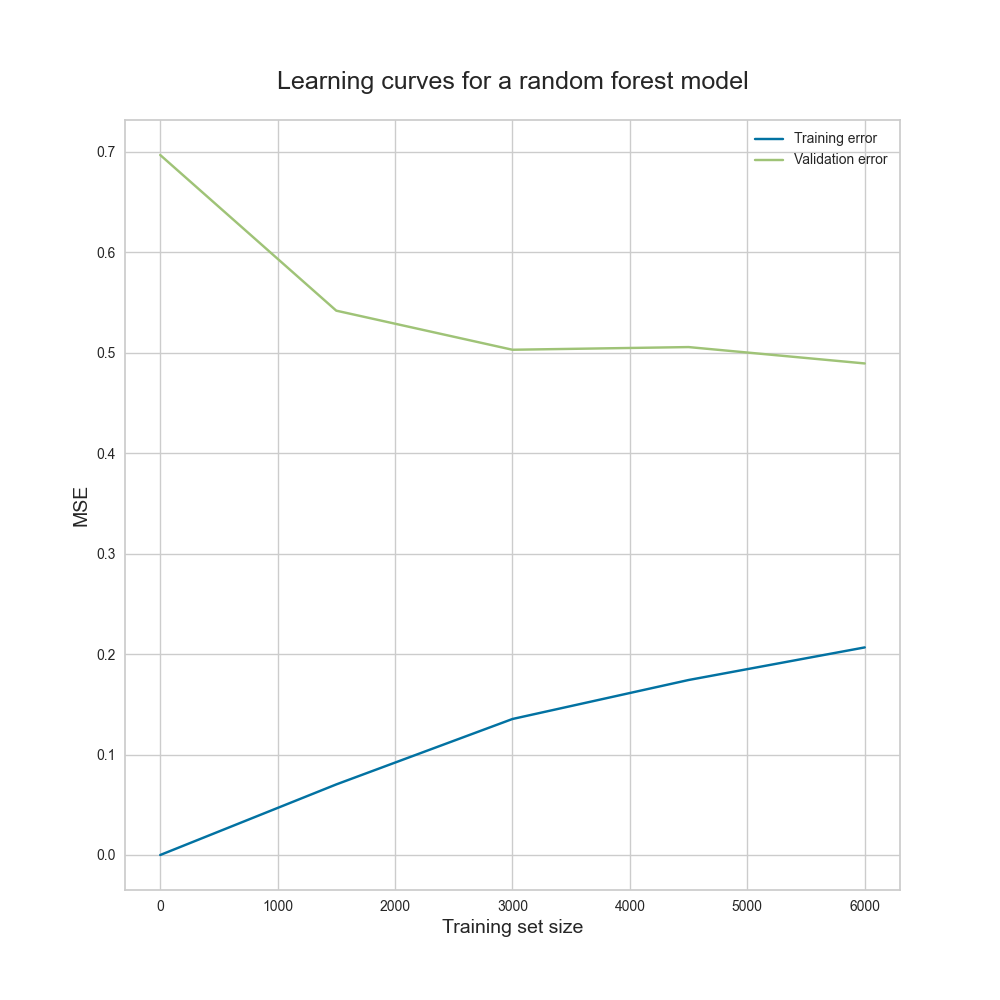 Learning curves for a random forest model
Training error
Validation error
0.7
0.6
0.5
0.4
0.3
0.2
0.1
0.0
MSE
0 1000 2000 3000 4000 5000 6000
Training set size